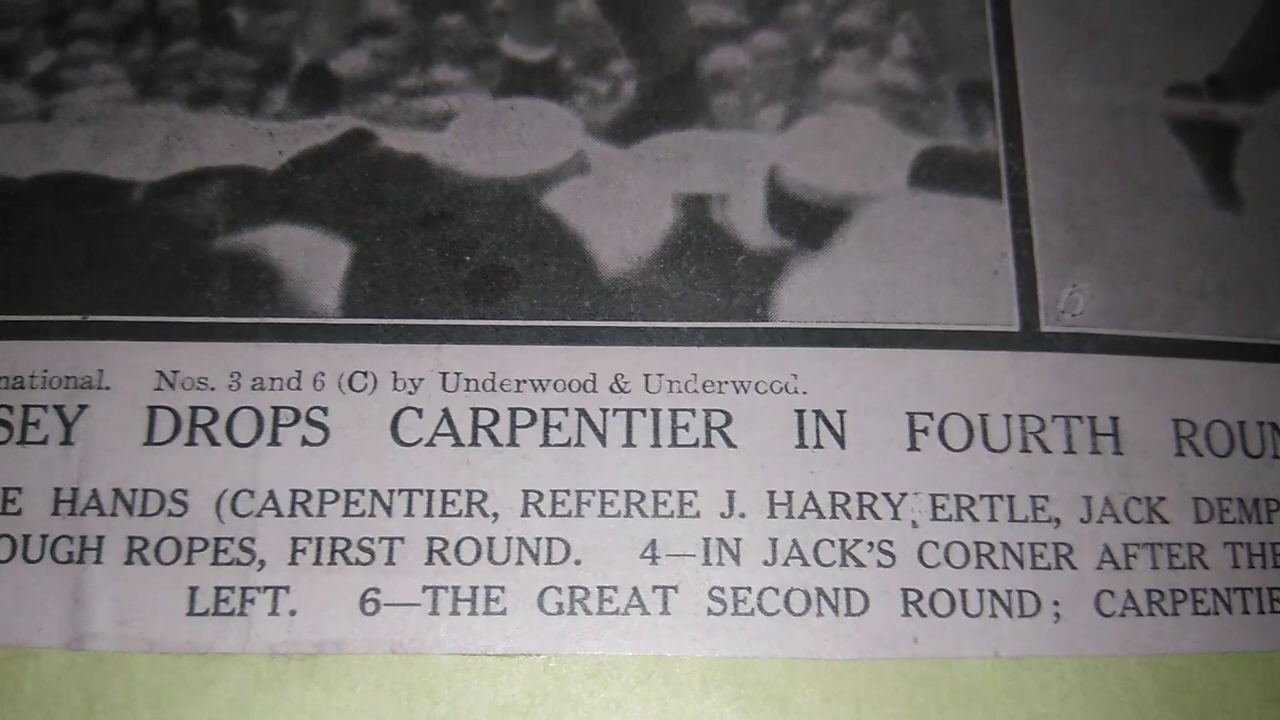 6
national. Nos. 3 and 6 (C) by Underwood & Underwood.
SEY DROPS CARPENTIER IN FOURTH ROUN
E HANDS (CARPENTIER, REFEREE J. HARRY ERTLE, JACK DEMP
OUGH ROPES, FIRST ROUND. 4—IN JACK'S CORNER AFTER THE
LEFT. 6—THE GREAT SECOND ROUND; CARPENTIE